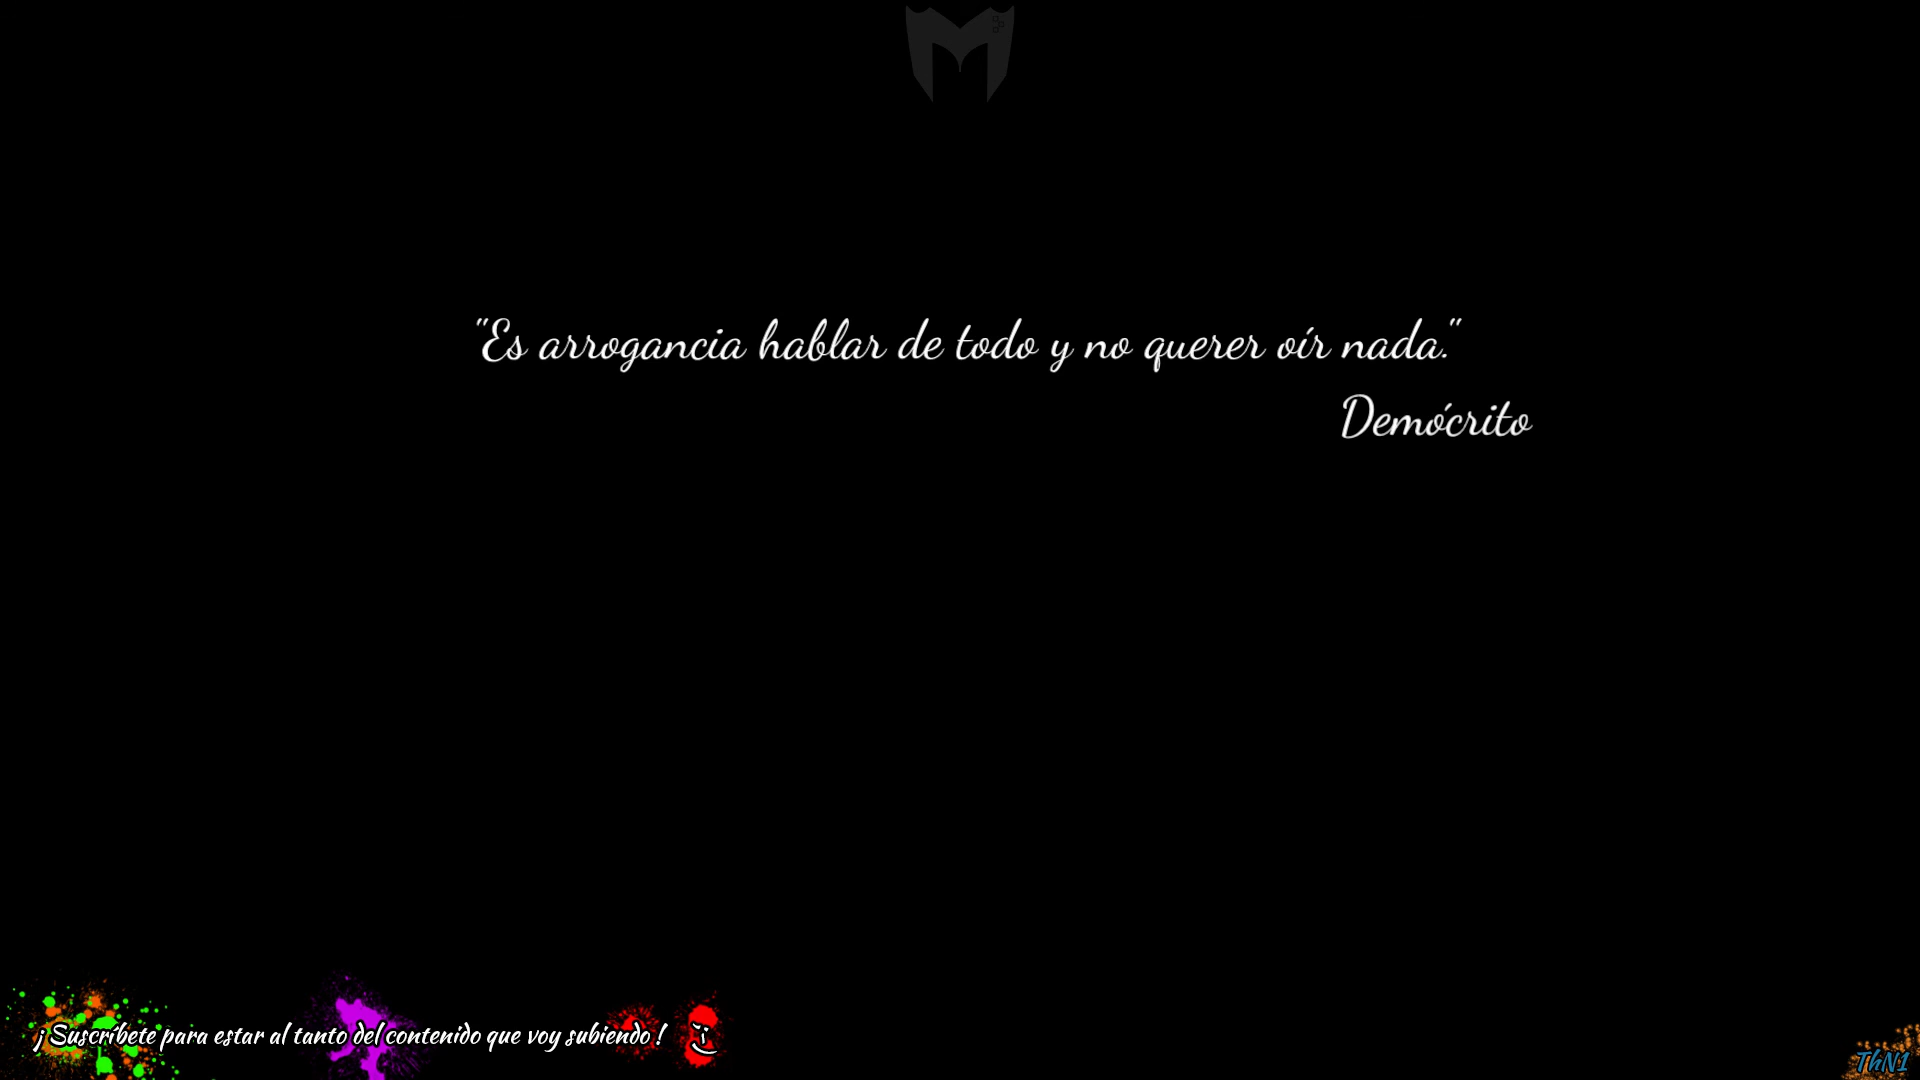 "Es arrogancia hablar de todo y no querer oír nada."
Demócrito
¡ Suscríbete para estar al tanto del contenido que voy subiendo !
ThN1